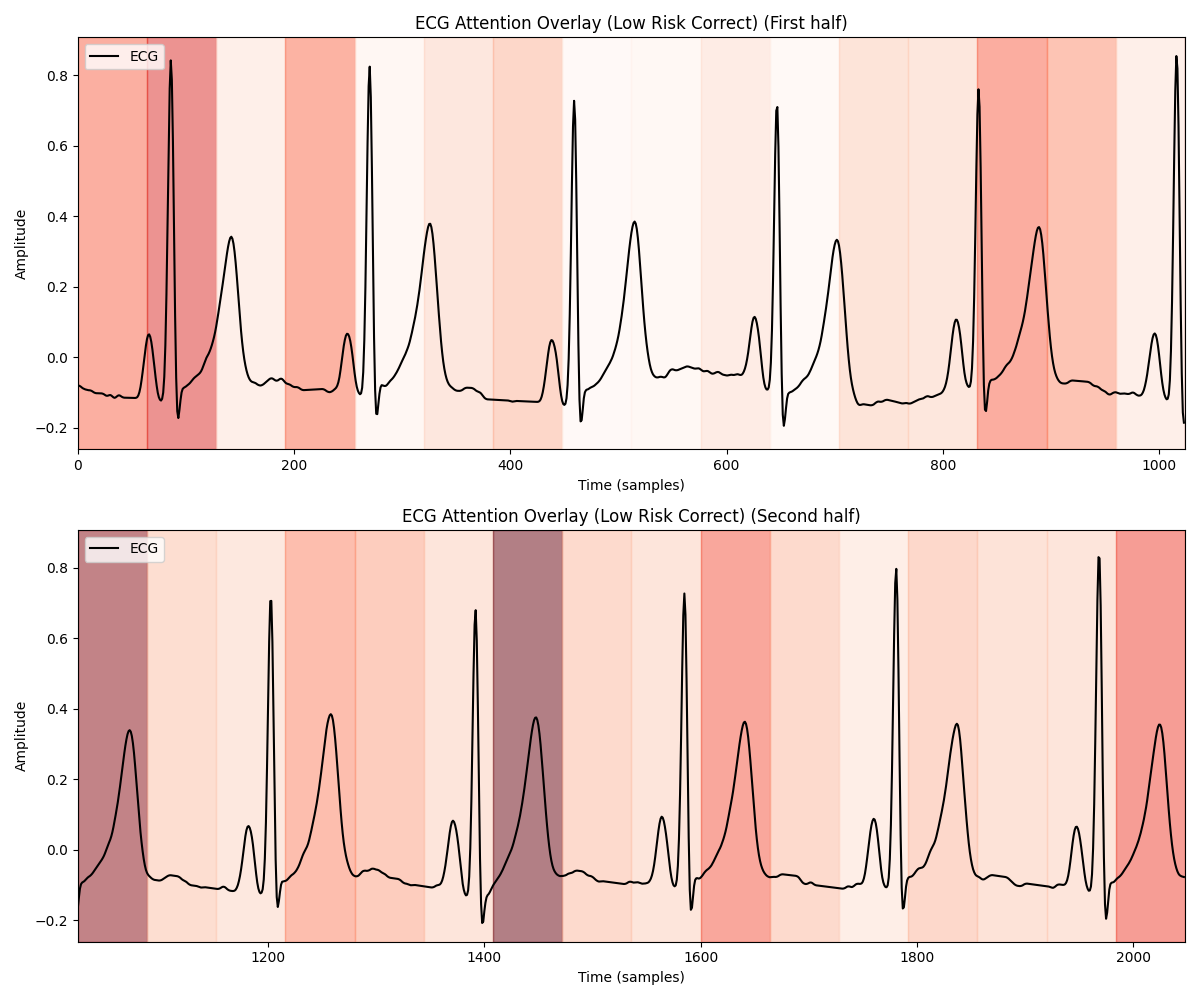 ECG Attention Overlay (Low Risk Correct) (First half)
ECG
0.8
0.6
0.4
0.2
0.0
−0.2
Amplitude
0 200 400 600 800 1000
Time (samples)
ECG Attention Overlay (Low Risk Correct) (Second half)
ECG
0.8
0.6
0.4
0.2
0.0
−0.2
Amplitude
1200 1400 1600 1800 2000
Time (samples)